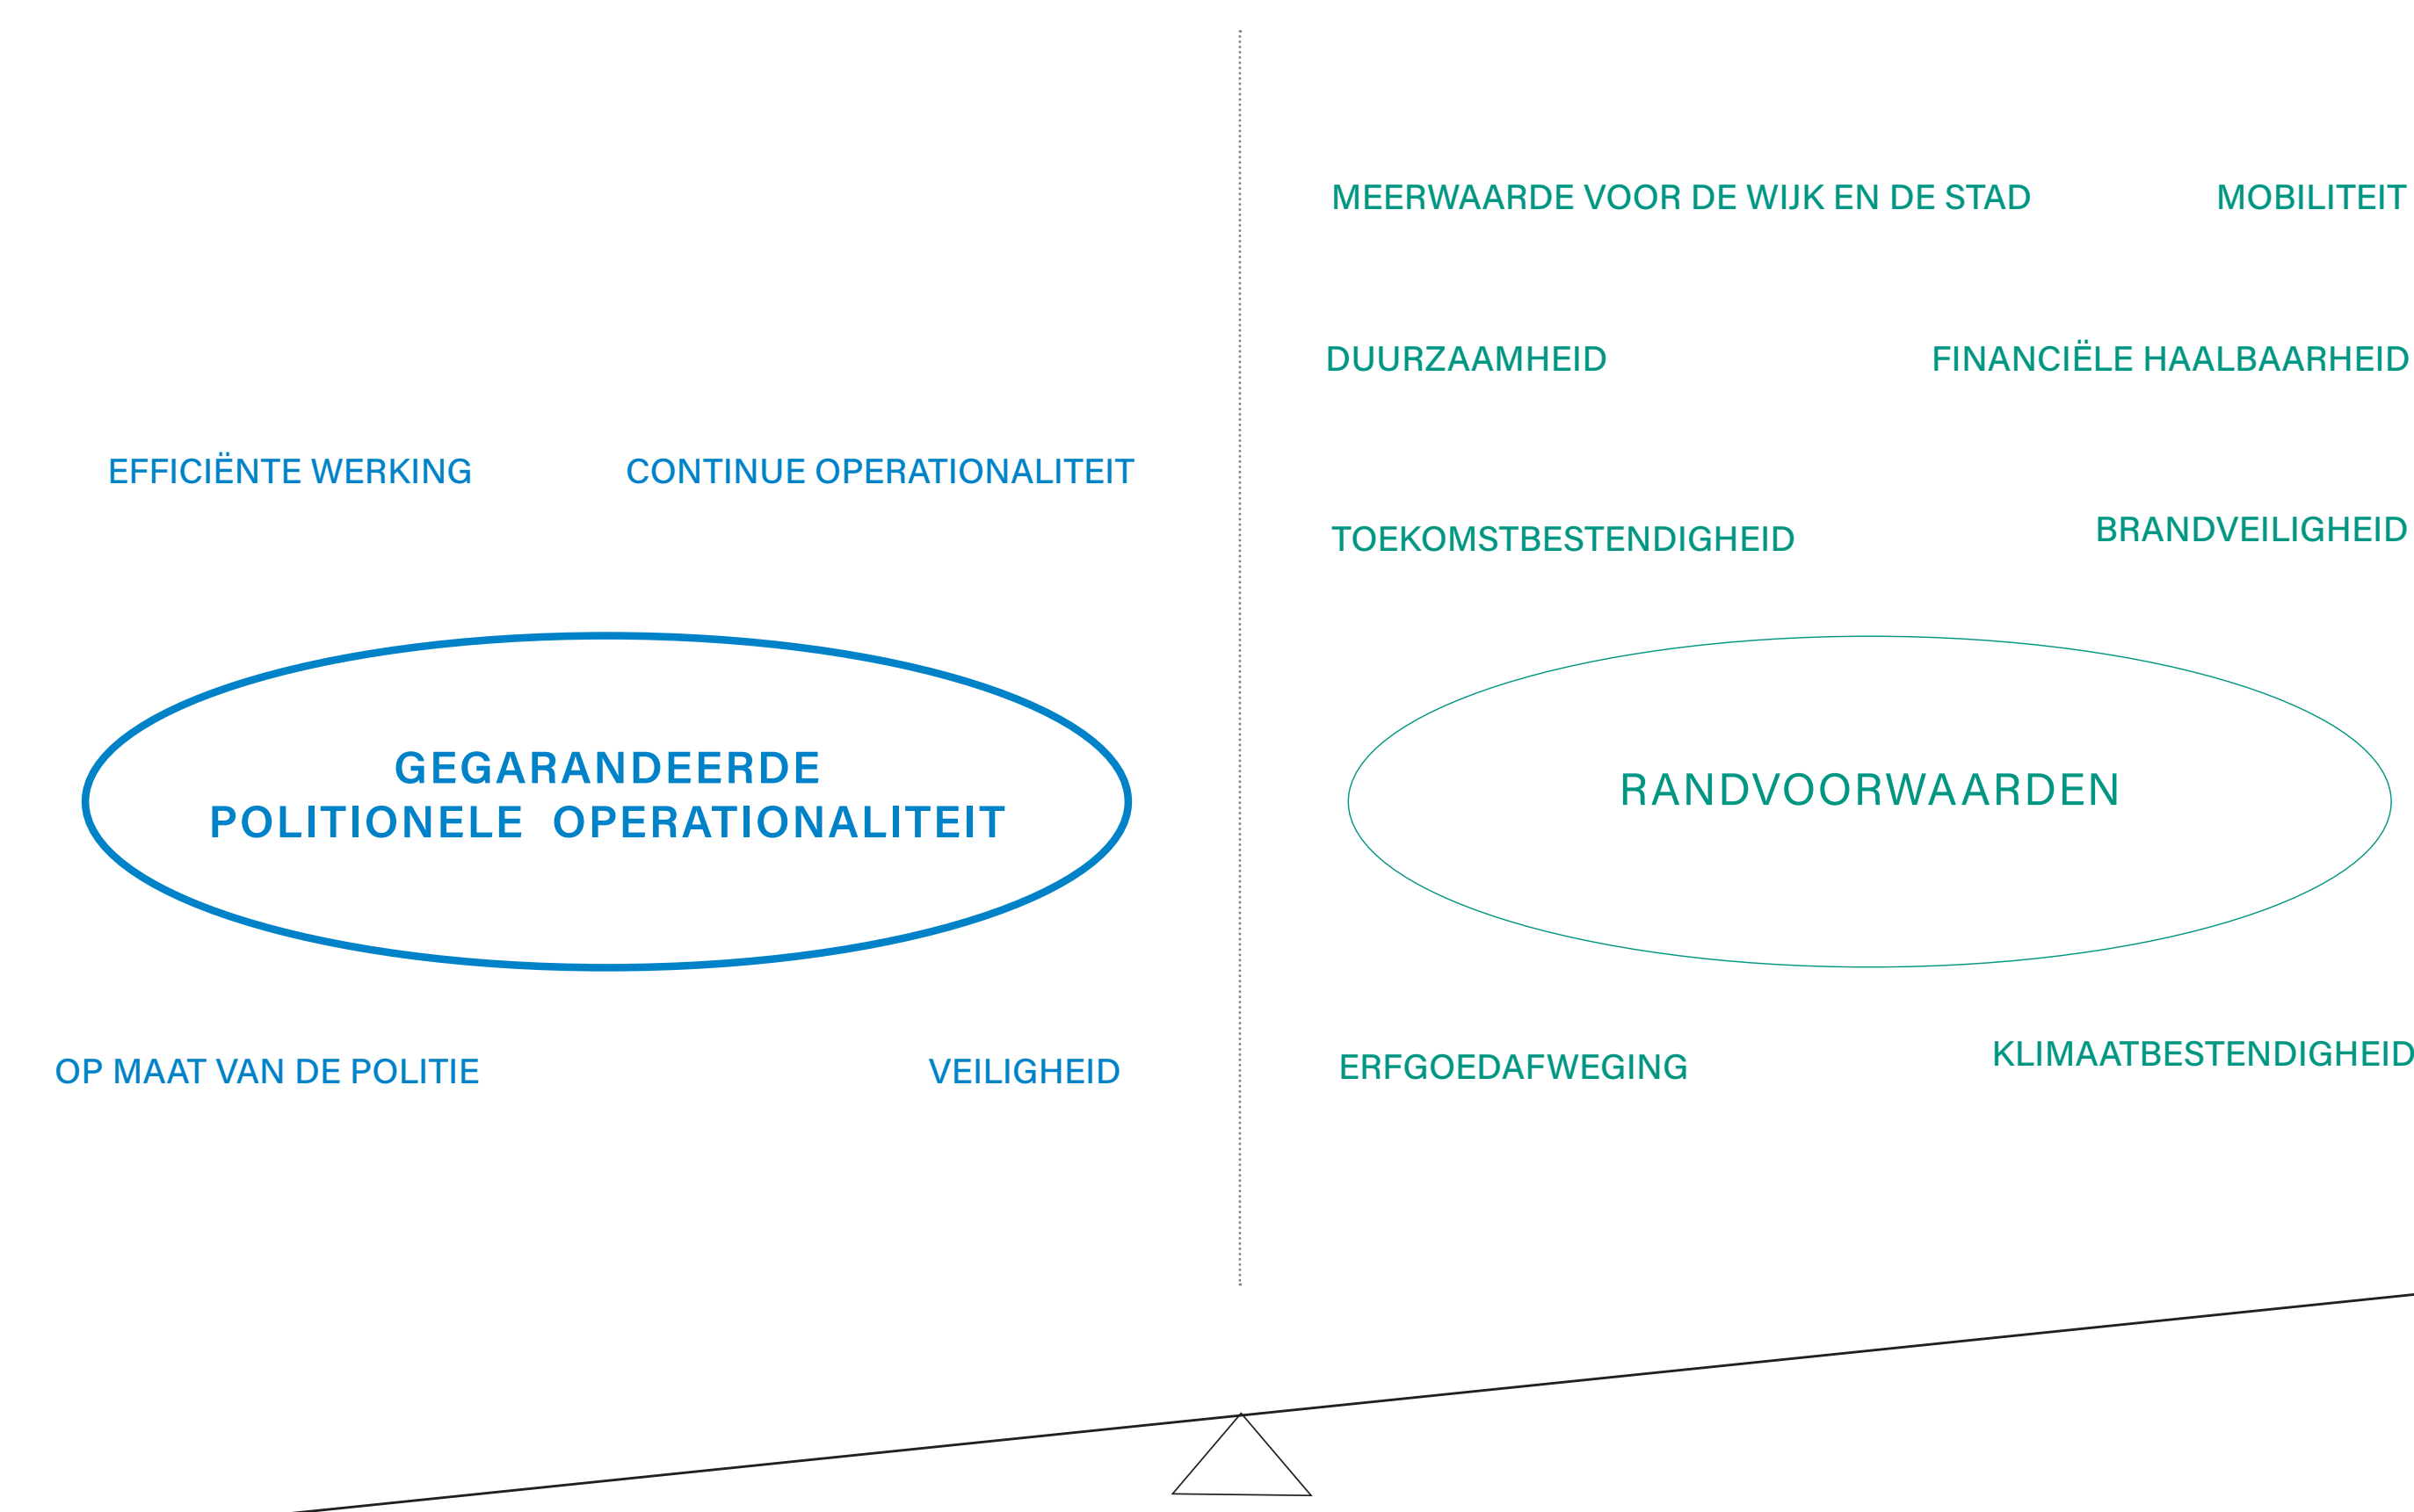 EFFICIËNTE WERKING
CONTINUE OPERATIONALITEIT
GEGARANDEERDE
POLITIONELE OPERATIONALITEIT
OP MAAT VAN DE POLITIE
VEILIGHEID
MEERWAARDE VOOR DE WIJK EN DE STAD
MOBILITEIT
DUURZAAMHEID
FINANCIËLE HAALBAARHEID
TOEKOMSTBESTENDIGHEID
BRANDVEILIGHEID
RANDVOORWAARDEN
ERFGOEDAFWEGING
KLIMAATBESTENDIGHEID